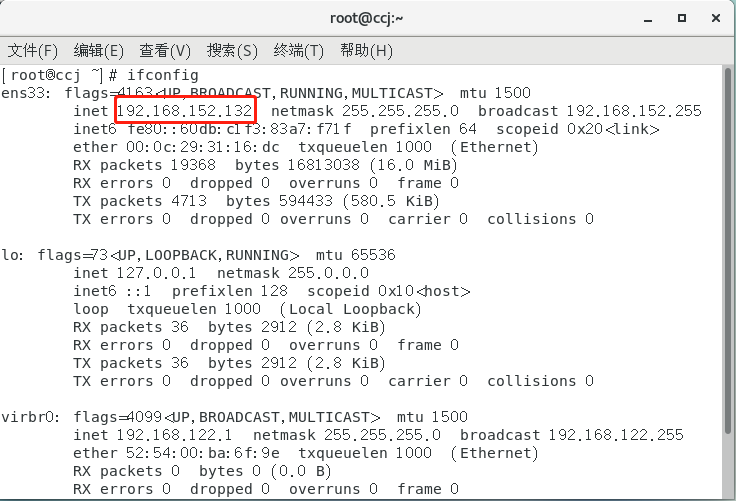 root@ccj:~
文件(F) 编辑(E) 查看(V) 搜索(S) 终端(T) 帮助(H)
[root@ccj ~]# ifconfig
ens33: flags=4163<UP,BROADCAST,RUNNING,MULTICAST> mtu 1500
inet 192.168.152.132 netmask 255.255.255.0 broadcast 192.168.152.255
inet6 fe80::60db:c1f3:83a7:f71f prefixlen 64 scopeid 0x20<link>
ether 00:0c:29:31:16:dc txqueuelen 1000 (Ethernet)
RX packets 19368 bytes 16813038 (16.0 MiB)
RX errors 0 dropped 0 overruns 0 frame 0
TX packets 4713 bytes 594433 (580.5 KiB)
TX errors 0 dropped 0 overruns 0 carrier 0 collisions 0
lo: flags=73<UP,LOOPBACK,RUNNING> mtu 65536
inet 127.0.0.1 netmask 255.0.0.0
inet6 ::1 prefixlen 128 scopeid 0x10<host>
loop txqueuelen 1000 (Local Loopback)
RX packets 36 bytes 2912 (2.8 KiB)
RX errors 0 dropped 0 overruns 0 frame 0
TX packets 36 bytes 2912 (2.8 KiB)
TX errors 0 dropped 0 overruns 0 carrier 0 collisions 0
virbr0: flags=4099<UP,BROADCAST,MULTICAST> mtu 1500
inet 192.168.122.1 netmask 255.255.255.0 broadcast 192.168.122.255
ether 52:54:00:ba:6f:9e txqueuelen 1000 (Ethernet)
RX packets 0 bytes 0 (0.0 B)
RX errors 0 dropped 0 overruns 0 frame 0